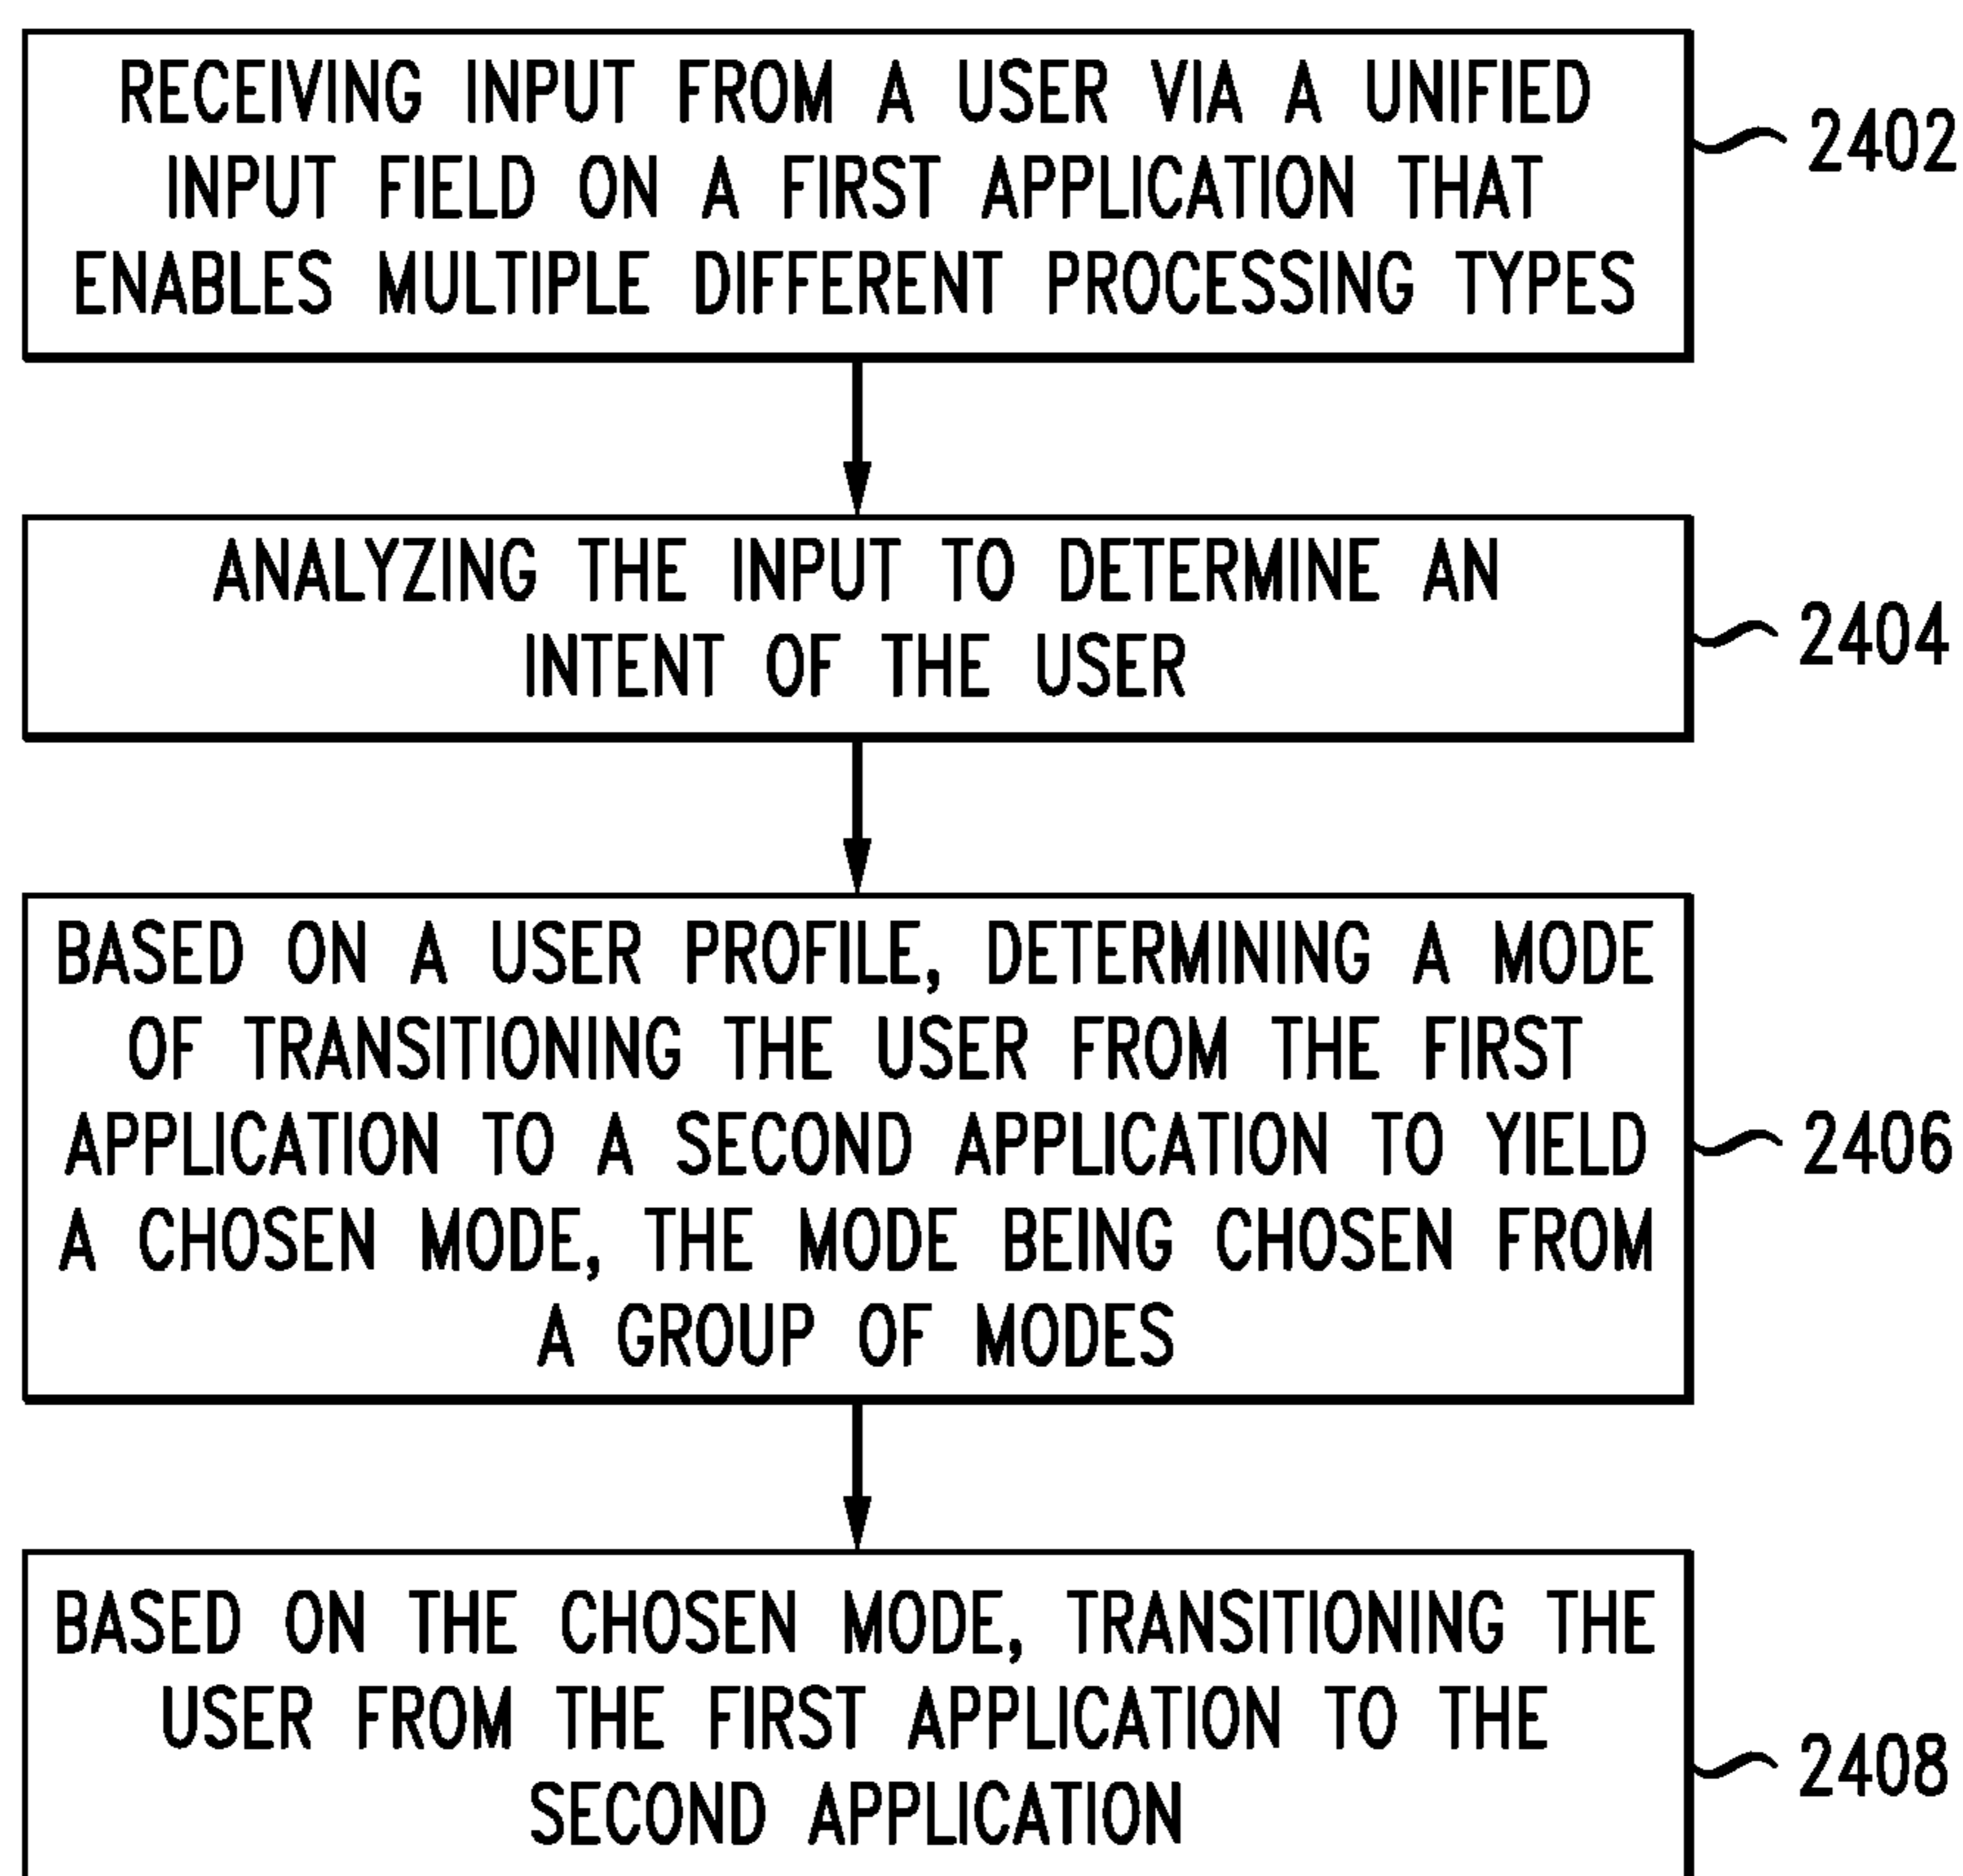 RECEIVING INPUT FROM A USER VIA A UNIFIED
INPUT FIELD ON A FIRST APPLICATION THAT
ENABLES MULTIPLE DIFFERENT PROCESSING TYPES
2402
ANALYZING THE INPUT TO DETERMINE AN
INTENT OF THE USER
2404
BASED ON A USER PROFILE, DETERMINING A MODE
OF TRANSITIONING THE USER FROM THE FIRST
APPLICATION TO A SECOND APPLICATION TO YIELD
A CHOSEN MODE, THE MODE BEING CHOSEN FROM
A GROUP OF MODES
2406
BASED ON THE CHOSEN MODE, TRANSITIONING THE
USER FROM THE FIRST APPLICATION TO THE
SECOND APPLICATION
2408